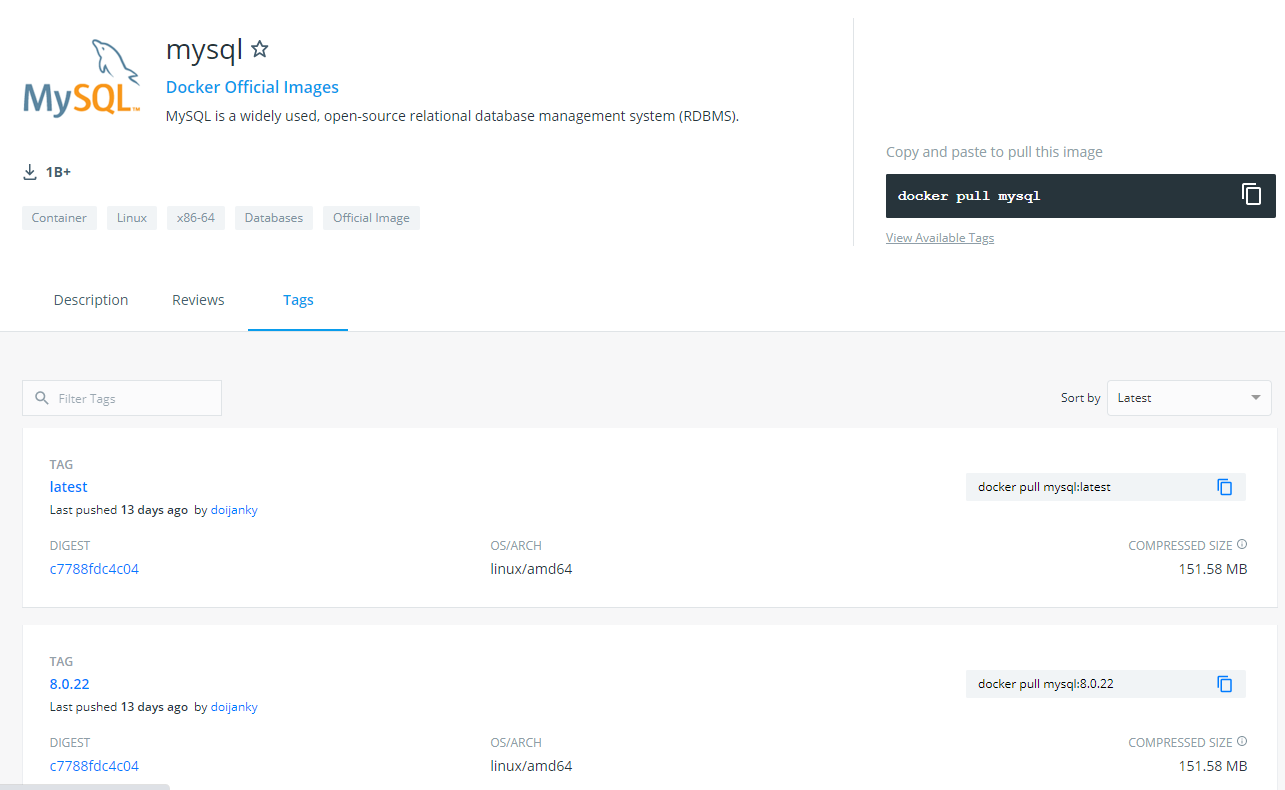 MySQL™
mysql
Docker Official Images
MySQL is a widely used, open-source relational database management system (RDBMS).
1B+
Container Linux x86-64 Databases Official Image
Copy and paste to pull this image
docker pull mysql
View Available Tags
Description Reviews Tags
Filter Tags
Sort by Latest
TAG
latest
Last pushed 13 days ago by doijanky
docker pull mysql:latest
DIGEST OS/ARCH COMPRESSED SIZE
c7788fdc4c04 linux/amd64 151.58 MB
TAG
8.0.22
Last pushed 13 days ago by doijanky
docker pull mysql:8.0.22
DIGEST OS/ARCH COMPRESSED SIZE
c7788fdc4c04 linux/amd64 151.58 MB